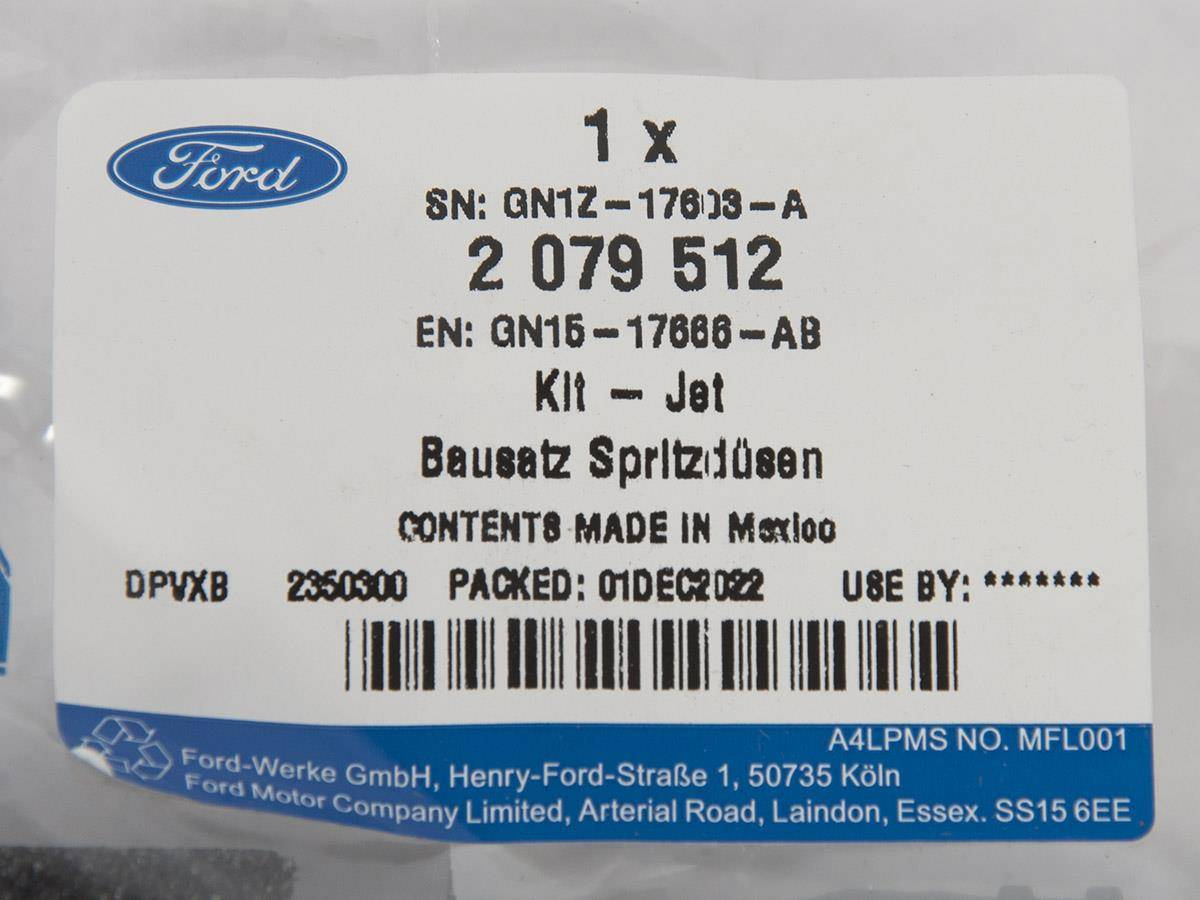 Ford
1 x
SN: GN1Z-17603-A
2 079 512
EN: GN15-17666-AB
Kit - Jet
Bausatz Spritzdüsen
CONTENTS MADE IN Mexico
DPVXB 2350300 PACKED: 01DEC2022 USE BY: *******
A4LPMS NO. MFL001
Ford-Werke GmbH, Henry-Ford-Straße 1, 50735 Köln
Ford Motor Company Limited, Arterial Road, Laindon, Essex. SS15 6EE